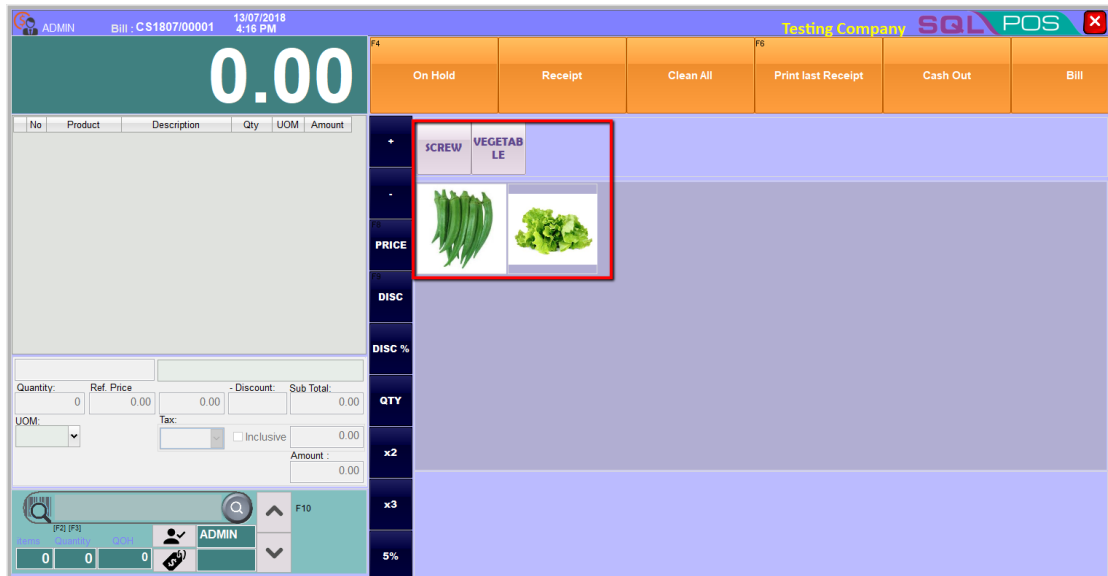 ADMIN
Bill : CS1807/00001
13/07/2018
4:16 PM
Testing Company
SQL POS
0.00
F4
On Hold
Receipt
Clean All
F6
Print last Receipt
Cash Out
Bill
No Product Description Qty UOM Amount
+
-
PRICE
DISC
DISC %
QTY
x2
x3
5%
SCREW
VEGETAB
LE
Quantity: Ref. Price - Discount: Sub Total:
0 0.00 0.00 0.00
UOM: Tax:
Inclusive 0.00
Amount :
0.00
F10
[F2] [F3]
items Quantity QOH
ADMIN
0 0 0